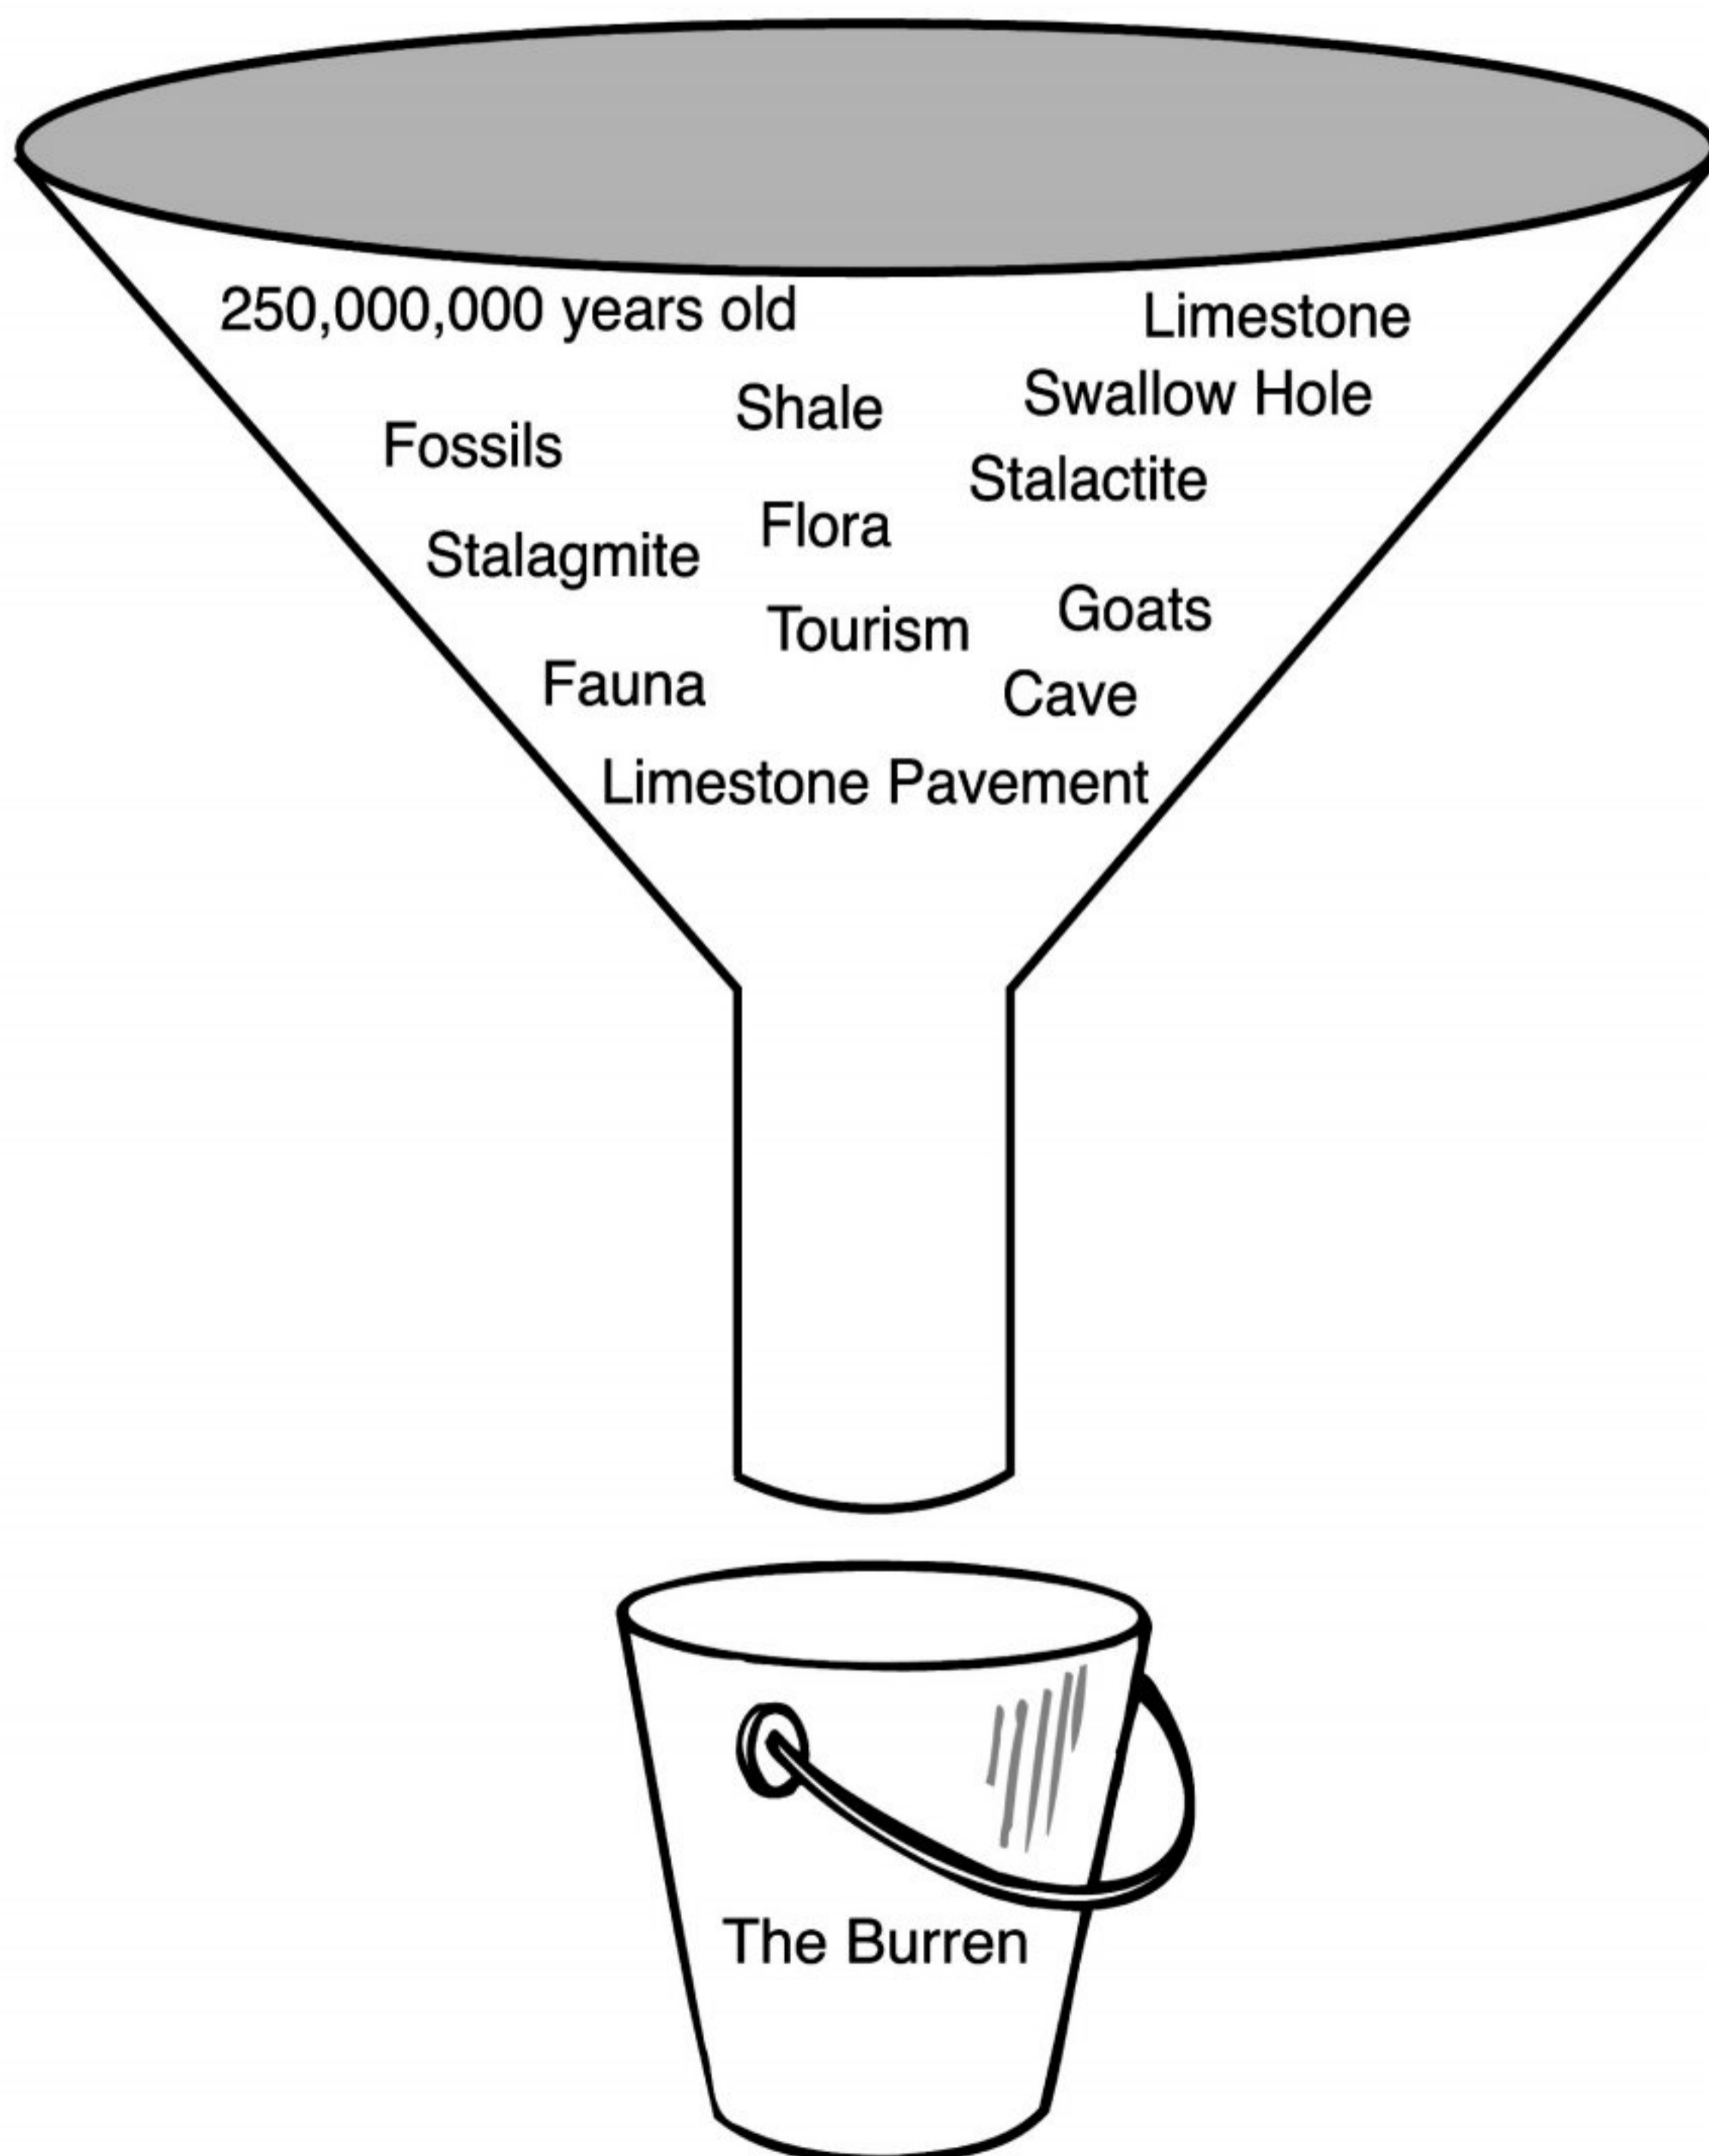 250,000,000 years old
Limestone
Shale
Swallow Hole
Fossils
Stalactite
Flora
Stalagmite
Goats
Tourism
Fauna
Cave
Limestone Pavement
The Burren